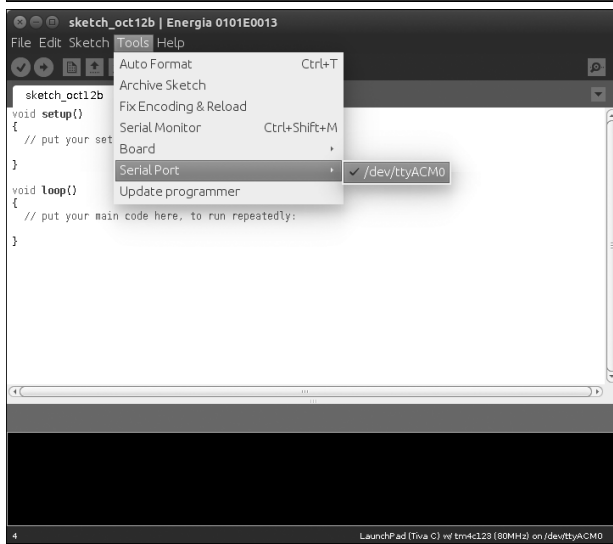 sketch_oct12b | Energia 0101E0013
File Edit Sketch Tools Help
Auto Format Ctrl+T
Archive Sketch
Fix Encoding & Reload
Serial Monitor Ctrl+Shift+M
Board
Serial Port
/dev/ttyACM0
Update programmer
sketch_oct12b
void setup()
{
// put your set
}
void loop()
{
// put your main code here, to run repeatedly:
}
4
LaunchPad (Tiva C) w/ tm4c123 (80MHz) on /dev/ttyACM0